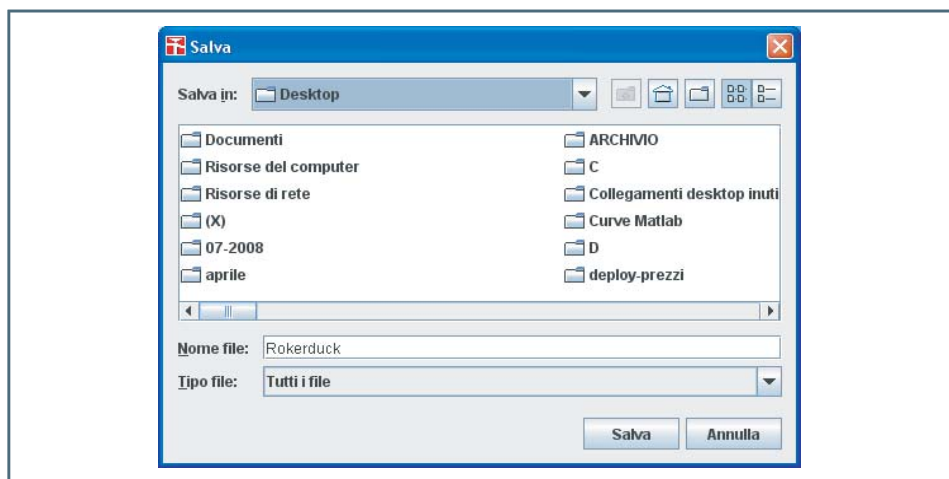 Salva
Salva in: Desktop
Documenti
Risorse del computer
Risorse di rete
(X)
07-2008
aprile
ARCHIVIO
C
Collegamenti desktop inuti
Curve Matlab
D
deploy-prezzi
Nome file: Rokerduck
Tipo file: Tutti i file
Salva Annulla